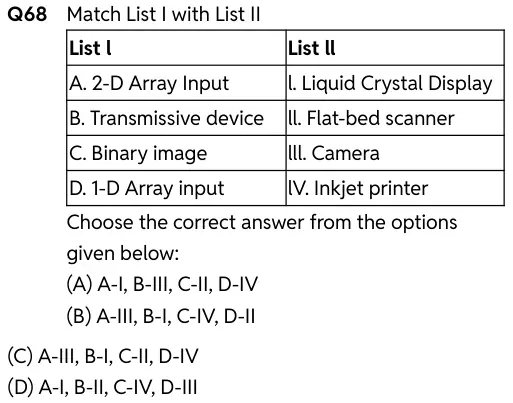 Q68 Match List I with List II
List l List ll
A. 2-D Array Input l. Liquid Crystal Display
B. Transmissive device ll. Flat-bed scanner
C. Binary image lll. Camera
D. 1-D Array input lV. Inkjet printer
Choose the correct answer from the options
given below:
(A) A-I, B-III, C-II, D-IV
(B) A-III, B-I, C-IV, D-II
(C) A-III, B-I, C-II, D-IV
(D) A-I, B-II, C-IV, D-III